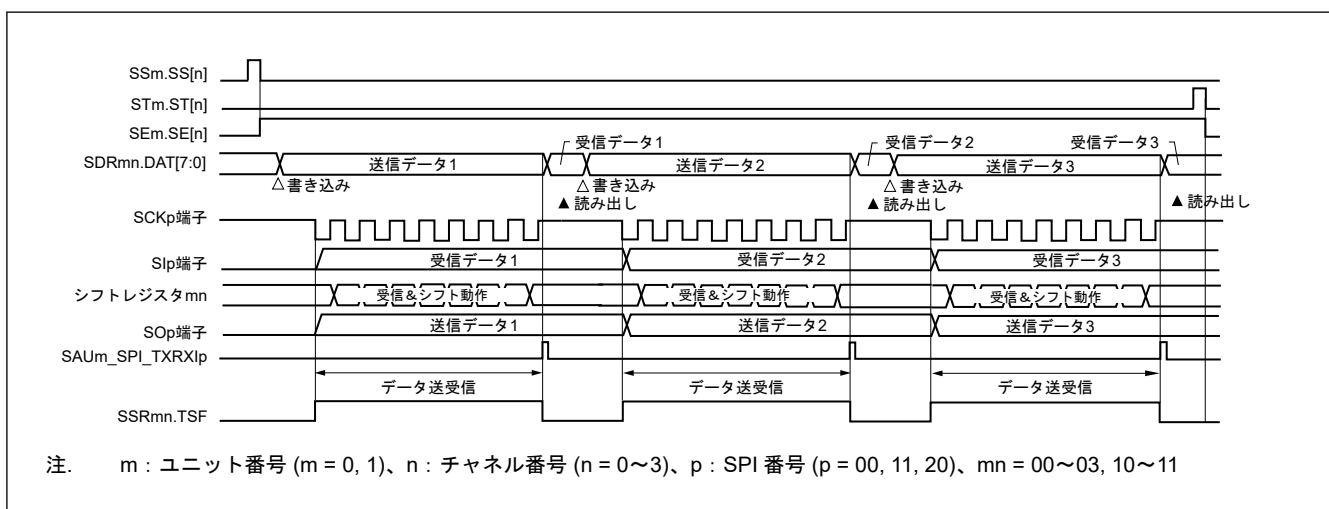 SSm.SS[n]
STm.ST[n]
SEm.SE[n]
受信データ1 受信データ2 受信データ3
SDRmn.DAT[7:0] 送信データ1 送信データ2 送信データ3
△書き込み △書き込み △書き込み
▲読み出し ▲読み出し ▲読み出し
SCKp端子
SIp端子 受信データ1 受信データ2 受信データ3
シフトレジスタmn 受信&シフト動作 受信&シフト動作 受信&シフト動作
SOp端子 送信データ1 送信データ2 送信データ3
SAUm_SPI_TXRXIp
データ送受信 データ送受信 データ送受信
SSRmn.TSF
注. m：ユニット番号 (m = 0, 1)、n：チャネル番号 (n = 0～3)、p：SPI 番号 (p = 00, 11, 20)、mn = 00～03, 10～11